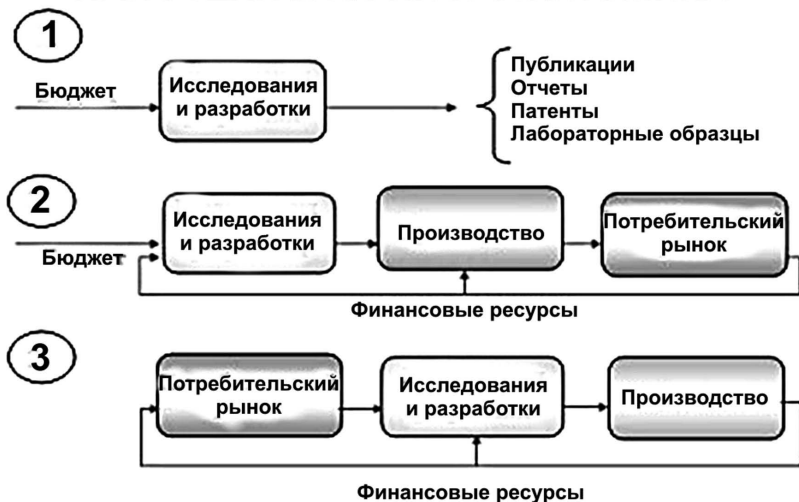 1
Бюджет
Исследования
и разработки
Публикации
Отчеты
Патенты
Лабораторные образцы
2
Бюджет
Исследования
и разработки
Производство
Потребительский
рынок
Финансовые ресурсы
3
Потребительский
рынок
Исследования
и разработки
Производство
Финансовые ресурсы